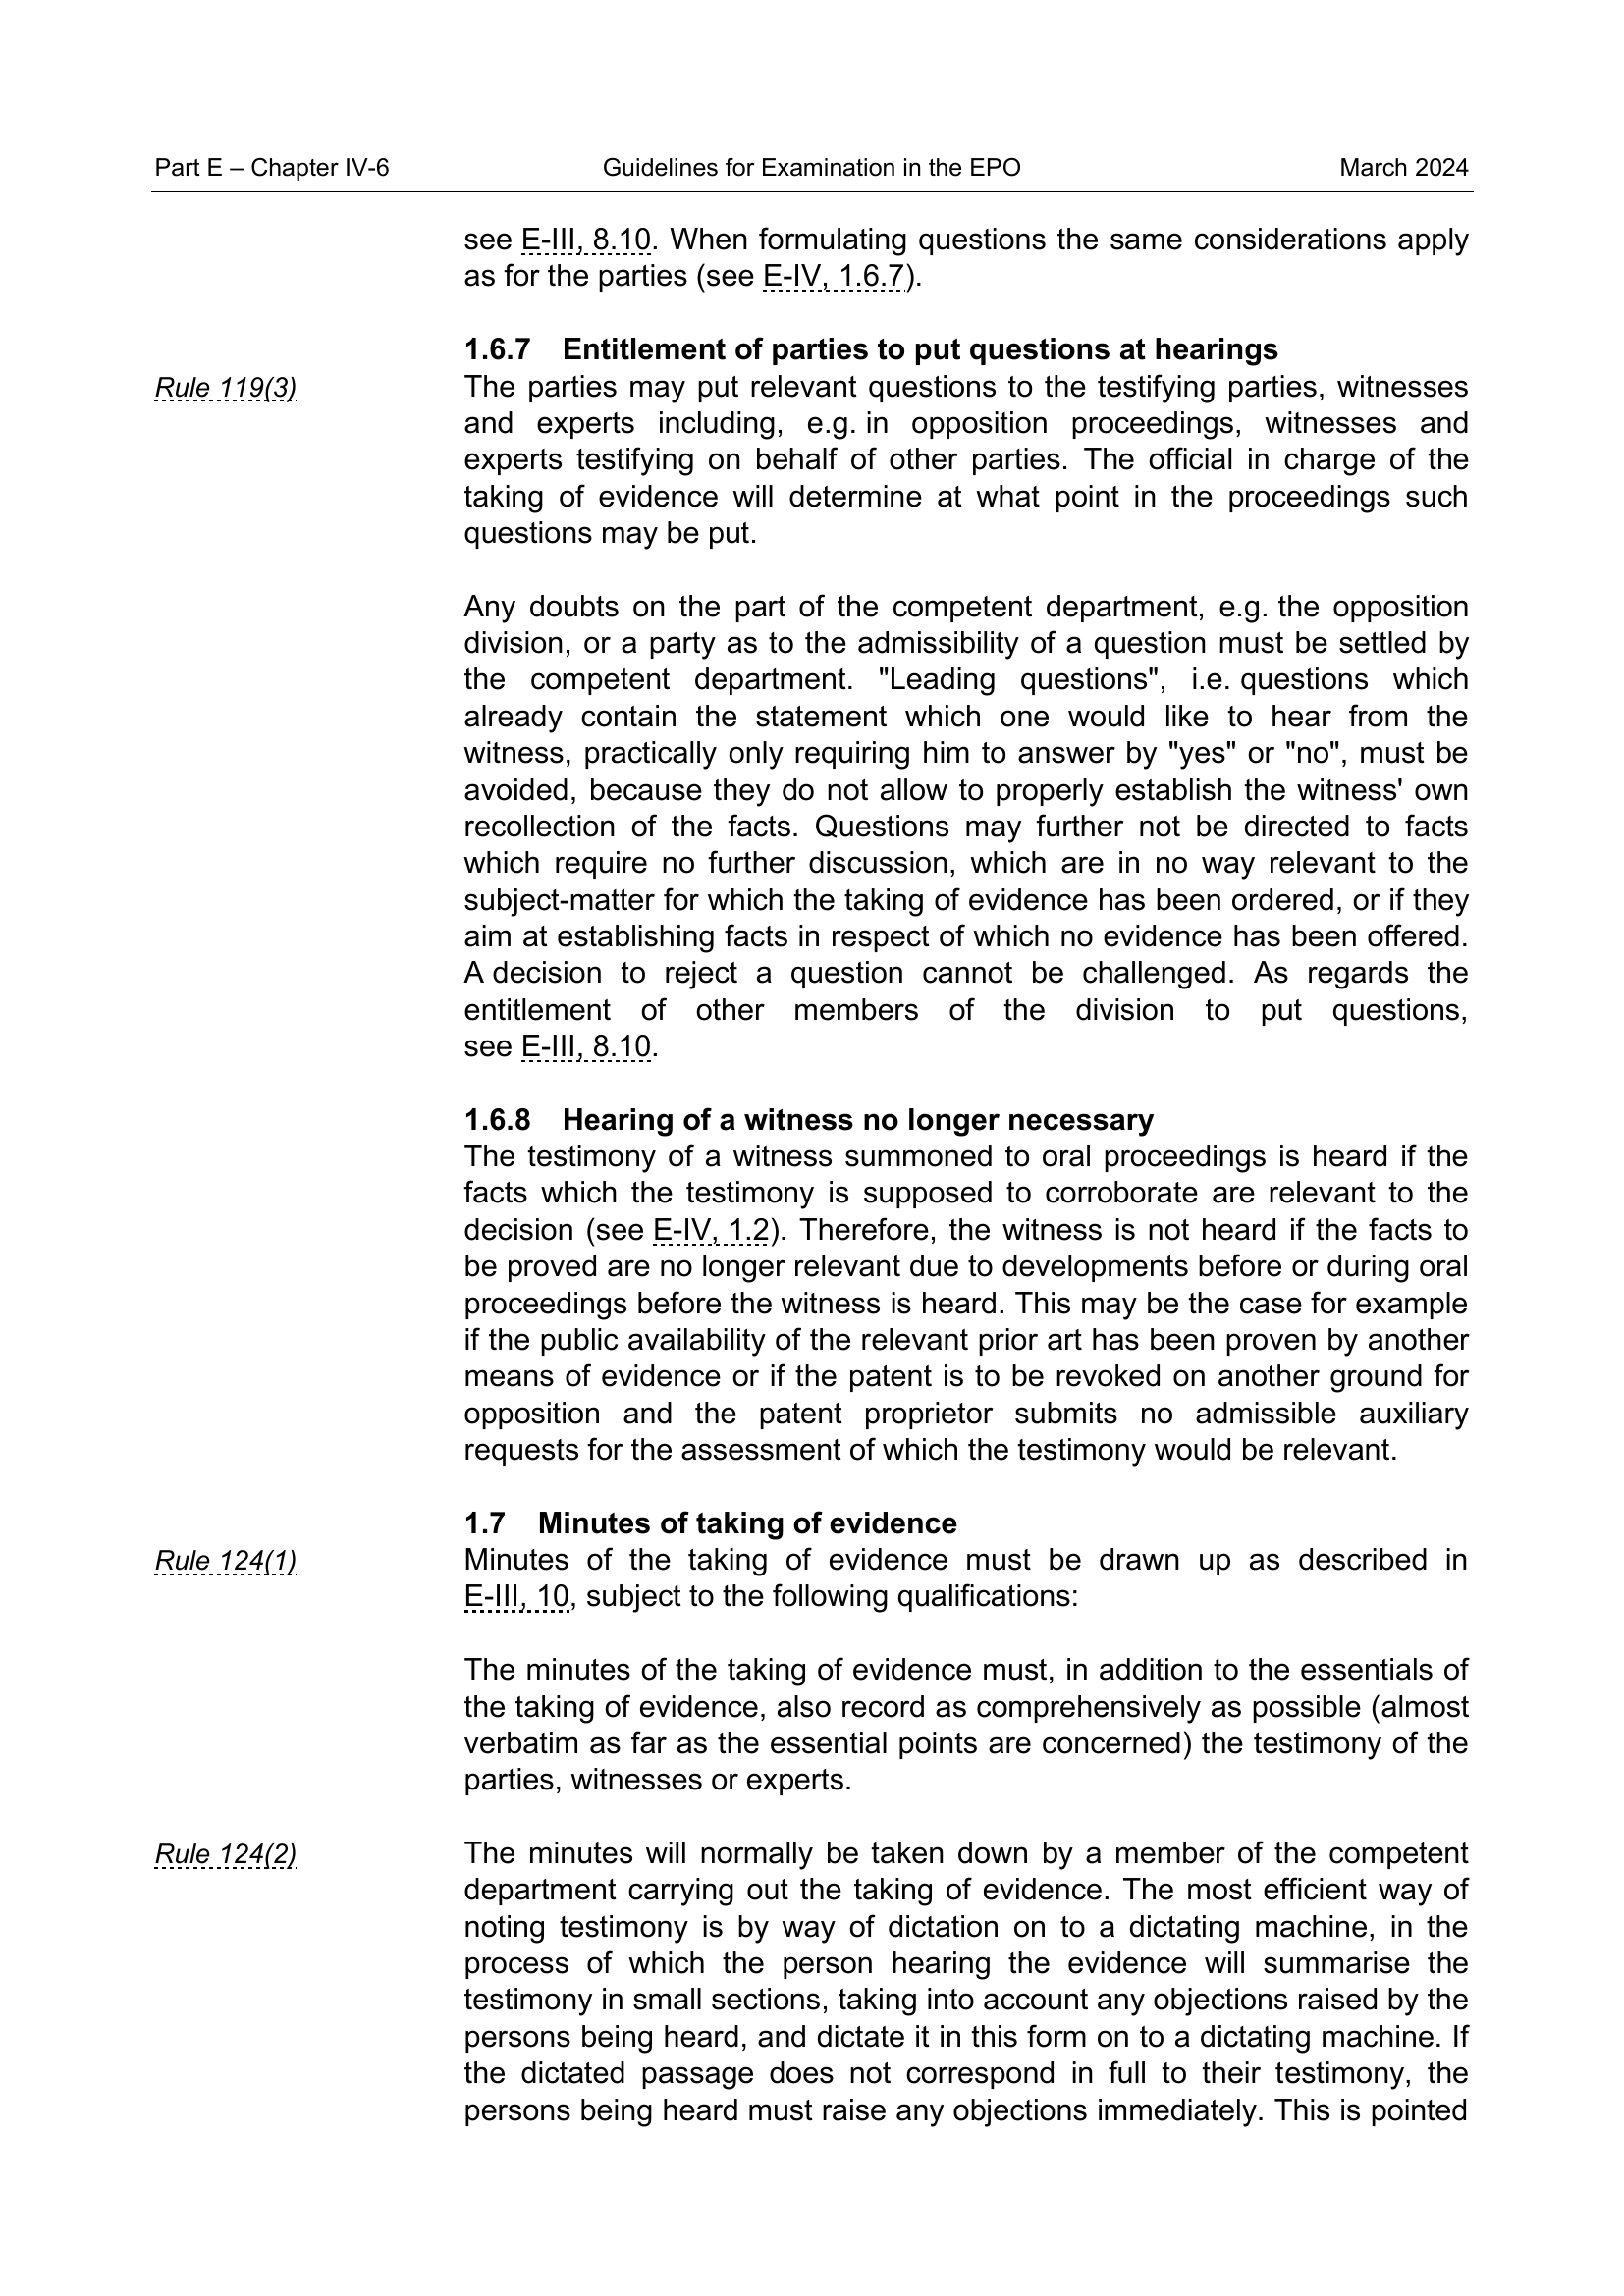 Part E – Chapter IV-6 Guidelines for Examination in the EPO March 2024
see E-III, 8.10. When formulating questions the same considerations apply
as for the parties (see E-IV, 1.6.7).
1.6.7 Entitlement of parties to put questions at hearings
Rule 119(3)
The parties may put relevant questions to the testifying parties, witnesses
and experts including, e.g. in opposition proceedings, witnesses and
experts testifying on behalf of other parties. The official in charge of the
taking of evidence will determine at what point in the proceedings such
questions may be put.
Any doubts on the part of the competent department, e.g. the opposition
division, or a party as to the admissibility of a question must be settled by
the competent department. "Leading questions", i.e. questions which
already contain the statement which one would like to hear from the
witness, practically only requiring him to answer by "yes" or "no", must be
avoided, because they do not allow to properly establish the witness' own
recollection of the facts. Questions may further not be directed to facts
which require no further discussion, which are in no way relevant to the
subject-matter for which the taking of evidence has been ordered, or if they
aim at establishing facts in respect of which no evidence has been offered.
A decision to reject a question cannot be challenged. As regards the
entitlement of other members of the division to put questions,
see E-III, 8.10.
1.6.8 Hearing of a witness no longer necessary
The testimony of a witness summoned to oral proceedings is heard if the
facts which the testimony is supposed to corroborate are relevant to the
decision (see E-IV, 1.2). Therefore, the witness is not heard if the facts to
be proved are no longer relevant due to developments before or during oral
proceedings before the witness is heard. This may be the case for example
if the public availability of the relevant prior art has been proven by another
means of evidence or if the patent is to be revoked on another ground for
opposition and the patent proprietor submits no admissible auxiliary
requests for the assessment of which the testimony would be relevant.
1.7 Minutes of taking of evidence
Rule 124(1)
Minutes of the taking of evidence must be drawn up as described in
E-III, 10, subject to the following qualifications:
The minutes of the taking of evidence must, in addition to the essentials of
the taking of evidence, also record as comprehensively as possible (almost
verbatim as far as the essential points are concerned) the testimony of the
parties, witnesses or experts.
Rule 124(2)
The minutes will normally be taken down by a member of the competent
department carrying out the taking of evidence. The most efficient way of
noting testimony is by way of dictation on to a dictating machine, in the
process of which the person hearing the evidence will summarise the
testimony in small sections, taking into account any objections raised by the
persons being heard, and dictate it in this form on to a dictating machine. If
the dictated passage does not correspond in full to their testimony, the
persons being heard must raise any objections immediately. This is pointed